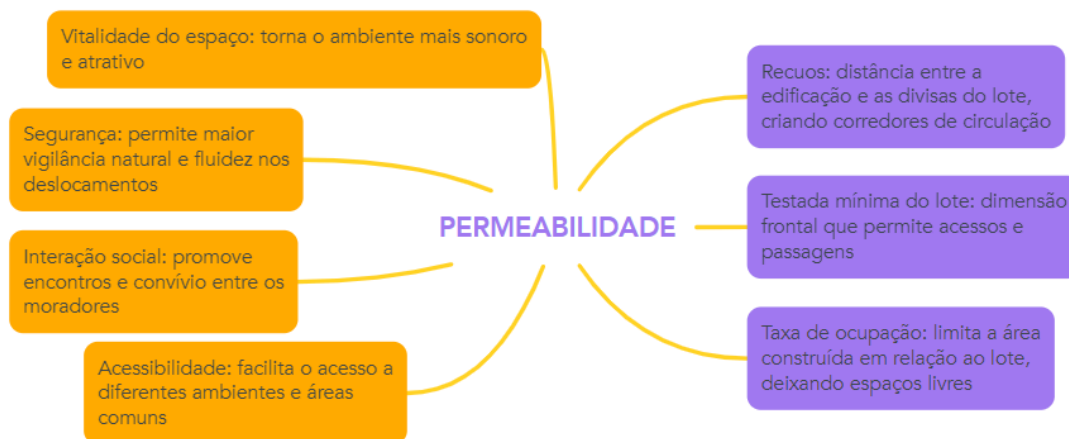 Vitalidade do espaço: torna o ambiente mais sonoro
e atrativo
Segurança: permite maior
vigilância natural e fluidez nos
deslocamentos
Interação social: promove
encontros e convívio entre os
moradores
Acessibilidade: facilita o acesso a
diferentes ambientes e áreas
comuns
PERMEABILIDADE
Recuos: distância entre a
edificação e as divisas do lote,
criando corredores de circulação
Testada mínima do lote: dimensão
frontal que permite acessos e
passagens
Taxa de ocupação: limita a área
construída em relação ao lote,
deixando espaços livres